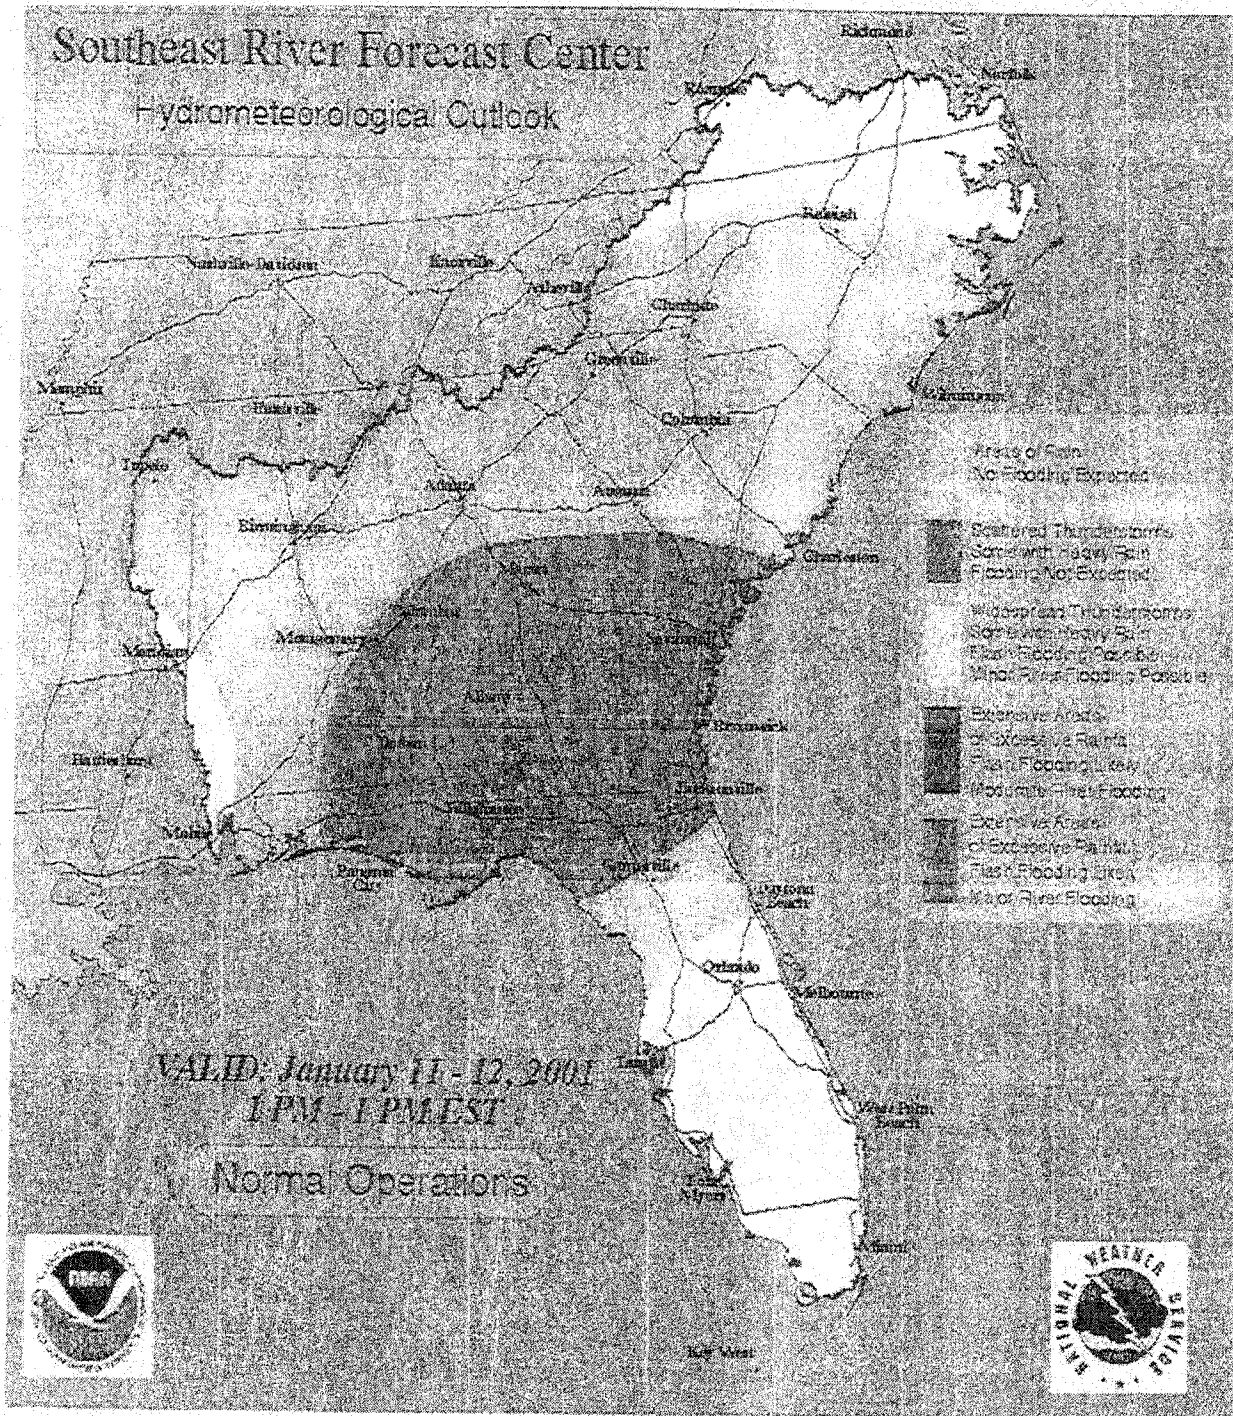 Southeast River Forecast Center
Hydrometeorological Outlook
Richmond
Norfolk
Roanoke
Raleigh
Nashville-Davidson
Knoxville
Asheville
Charlotte
Greenville
Memphis
Huntsville
Wilmington
Columbia
Tupelo
Atlanta
Augusta
Birmingham
Charleston
Macon
Columbus
Montgomery
Savannah
Meridian
Albany
Brunswick
Dothan
Hattiesburg
Jacksonville
Tallahassee
Mobile
Gainesville
Panama
City
Daytona
Beach
Orlando
Melbourne
Tampa
West Palm
Beach
Fort
Myers
Miami
Key West
Areas of Rain
No Flooding Expected
Scattered Thunderstorms
Some with Heavy Rain
Flooding Not Expected
Widespread Thunderstorms
Some with Heavy Rain
Flash Flooding Possible
Minor River Flooding Possible
Extensive Areas
of Excessive Rainfall
Flash Flooding Likely
Moderate River Flooding
Extensive Areas
of Excessive Rainfall
Flash Flooding Likely
Major River Flooding
VALID: January 11 - 12, 2001
1 PM - 1 PM EST
Normal Operations
NOAA
NATIONAL WEATHER SERVICE